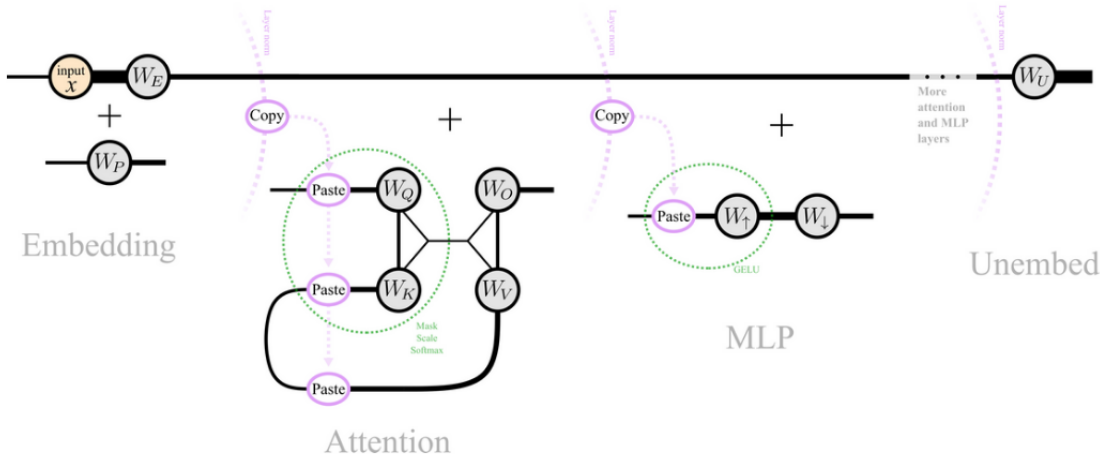 Layer norm
Layer norm
Layer norm
input
x
W_E
W_U
+
Copy
+
Copy
+
More
attention
and MLP
layers
W_P
Paste
W_Q
W_O
Paste
W_↑
W_↓
Embedding
GELU
Unembed
Paste
W_K
W_V
Mask
Scale
Softmax
MLP
Paste
Attention